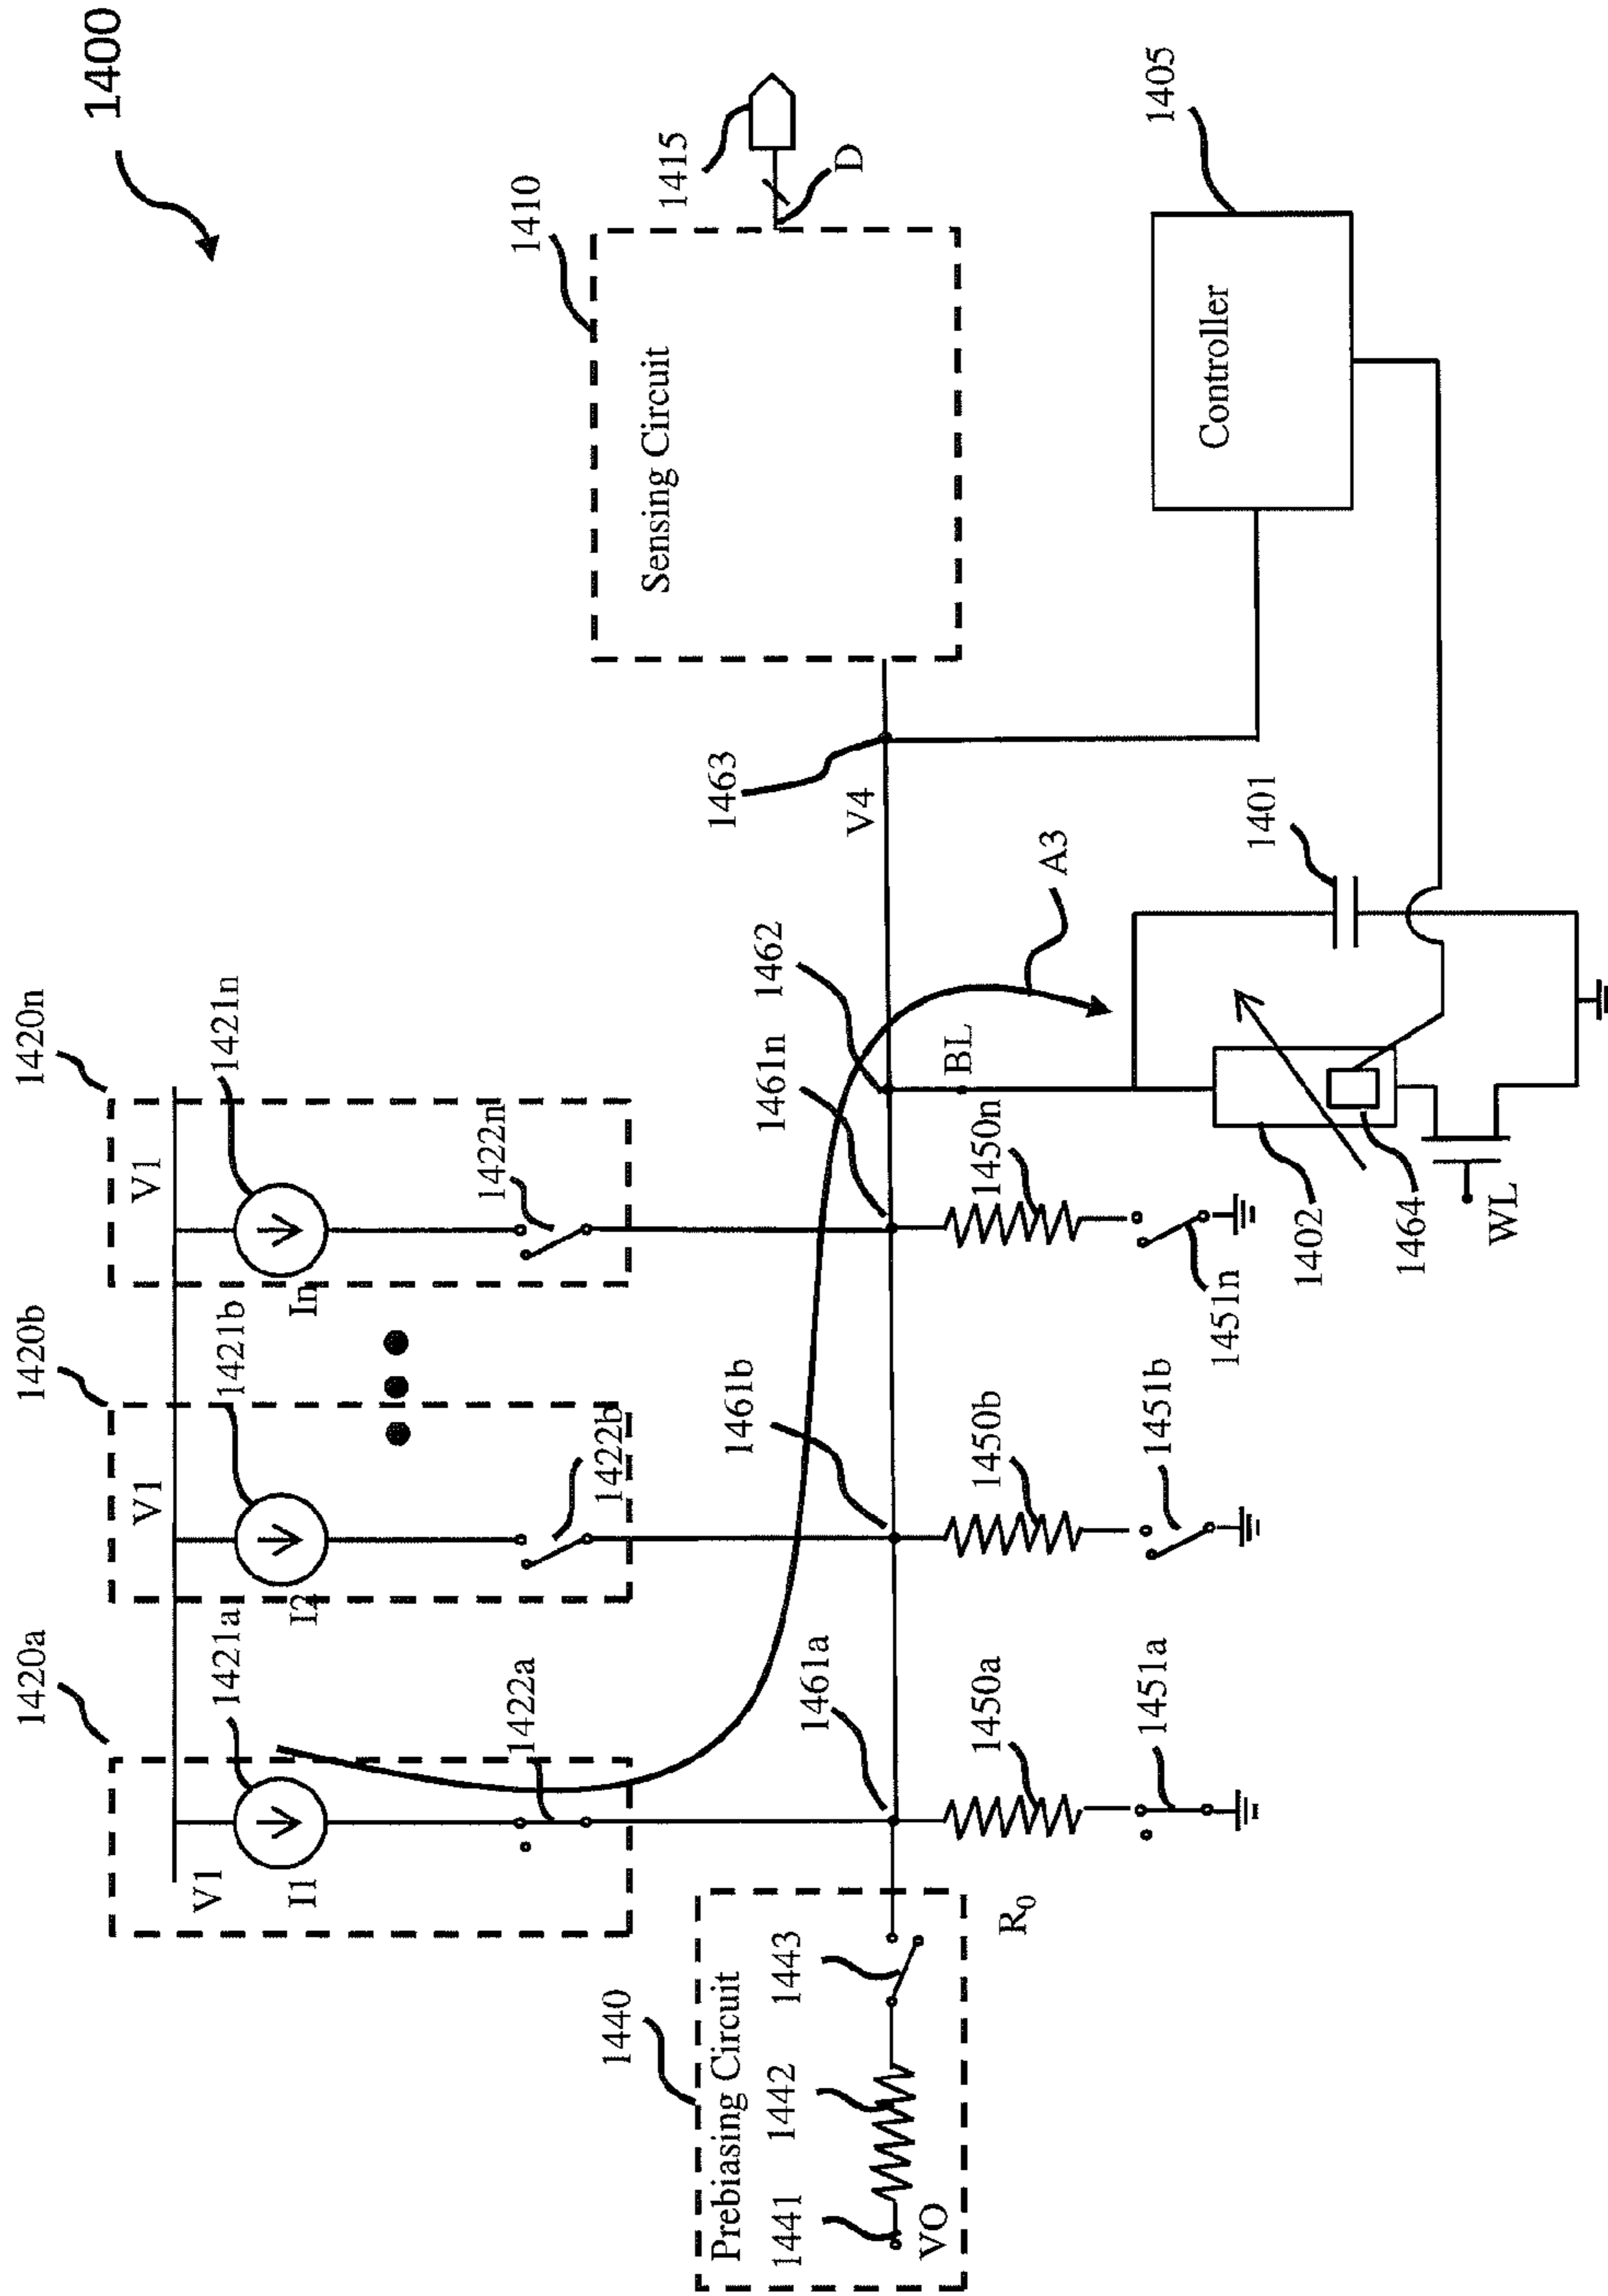 1400
1420a
1420b
1420n
V1
V1
V1
1421a
1421b
1421n
I1
I2
In
1422a
1422b
1422n
1410
Sensing Circuit
1415
D
1440
Prebiasing Circuit
1441
1442
1443
VO
R0
1461a
1461b
1461n
1462
1463
V4
A3
BL
1450a
1450b
1450n
1451a
1451b
1451n
1401
1402
1464
WL
1405
Controller